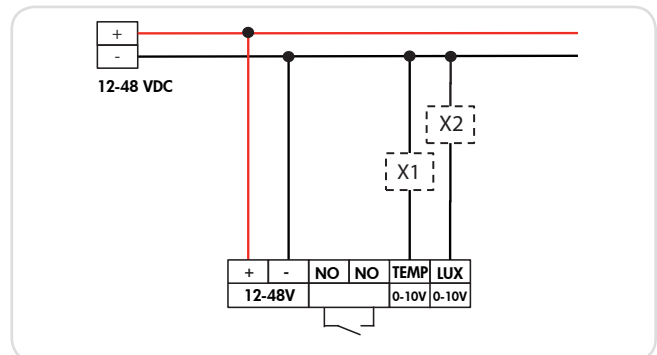 +
-
12-48 VDC
X2
X1
+ - NO NO TEMP LUX
12-48V 0-10V 0-10V